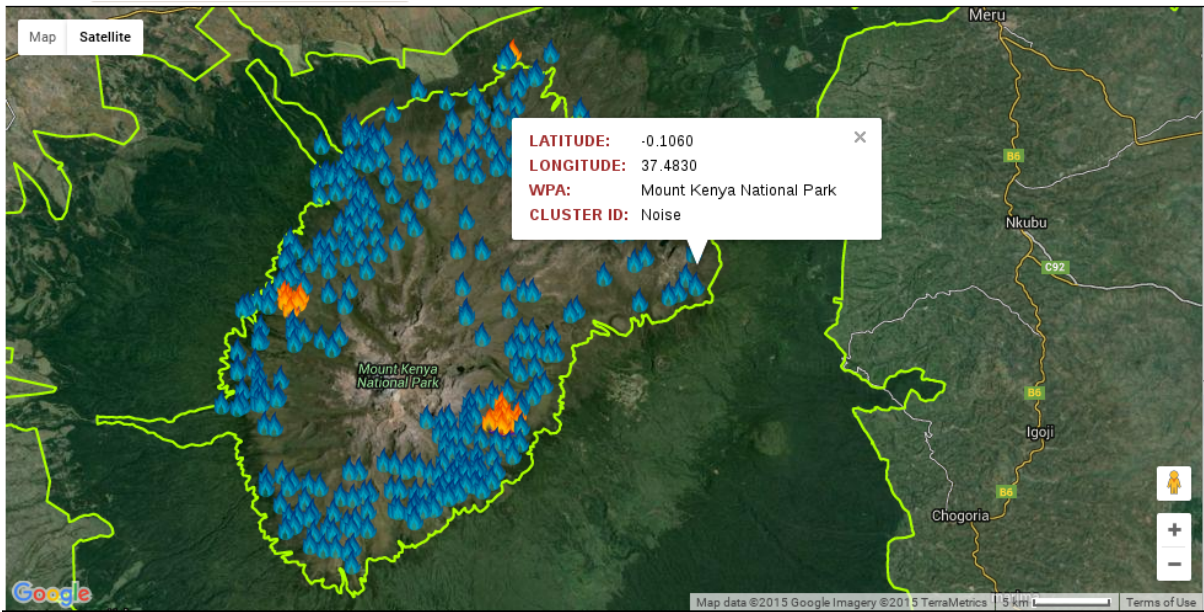 Meru
Map Satellite
LATITUDE: -0.1060
LONGITUDE: 37.4830
WPA: Mount Kenya National Park
CLUSTER ID: Noise
×
B6
Nkubu
C92
Mount Kenya
National Park
B6
Igoji
B6
Chogoria
+
−
Google
Map data ©2015 Google Imagery ©2015 TerraMetrics
5 km
Terms of Use